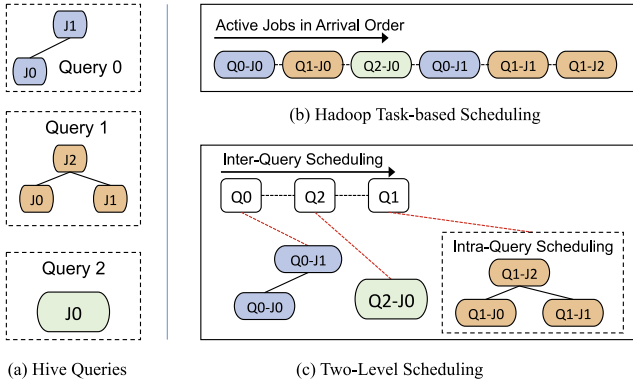 J1
J0
Query 0
Query 1
J2
J0
J1
Query 2
J0
(a) Hive Queries
Active Jobs in Arrival Order
Q0-J0 Q1-J0 Q2-J0 Q0-J1 Q1-J1 Q1-J2
(b) Hadoop Task-based Scheduling
Inter-Query Scheduling
Q0 Q2 Q1
Q0-J1
Q0-J0
Q2-J0
Intra-Query Scheduling
Q1-J2
Q1-J0 Q1-J1
(c) Two-Level Scheduling